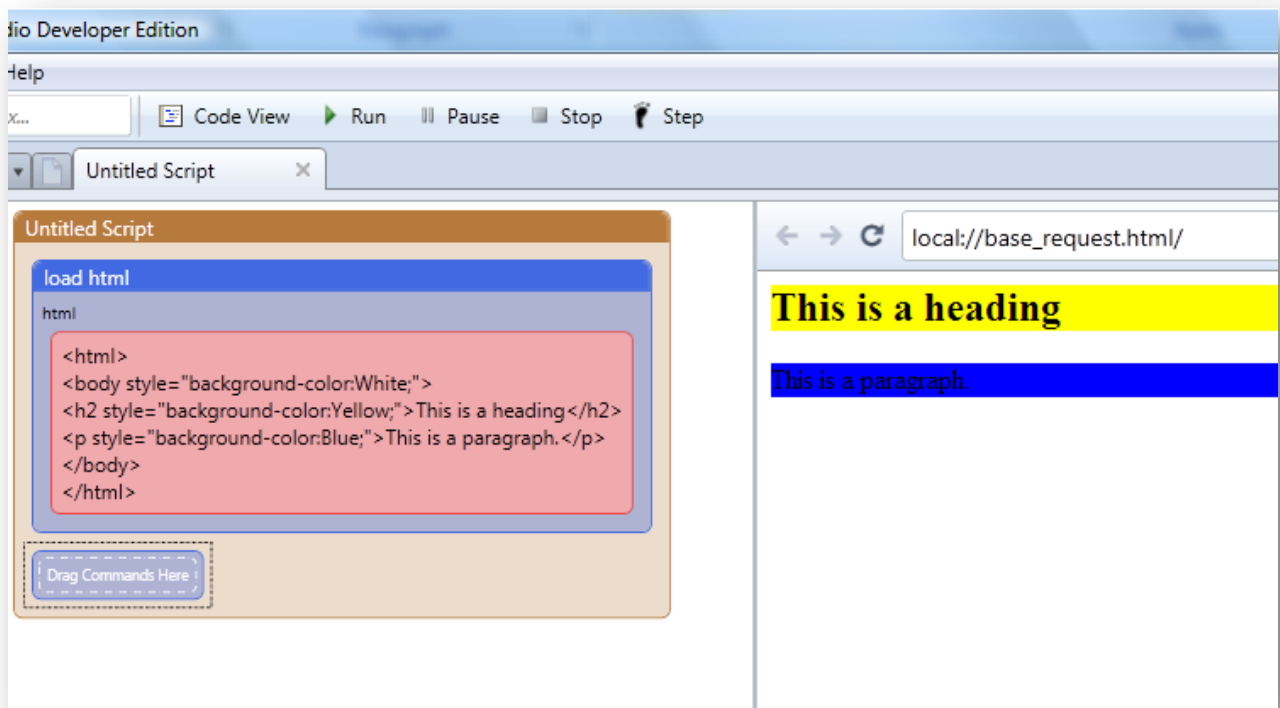 dio Developer Edition
Help
x...
Code View Run Pause Stop Step
Untitled Script
Untitled Script
load html
html
<html>
<body style="background-color:White;">
<h2 style="background-color:Yellow;">This is a heading</h2>
<p style="background-color:Blue;">This is a paragraph.</p>
</body>
</html>
Drag Commands Here
local://base_request.html/
This is a heading
This is a paragraph.